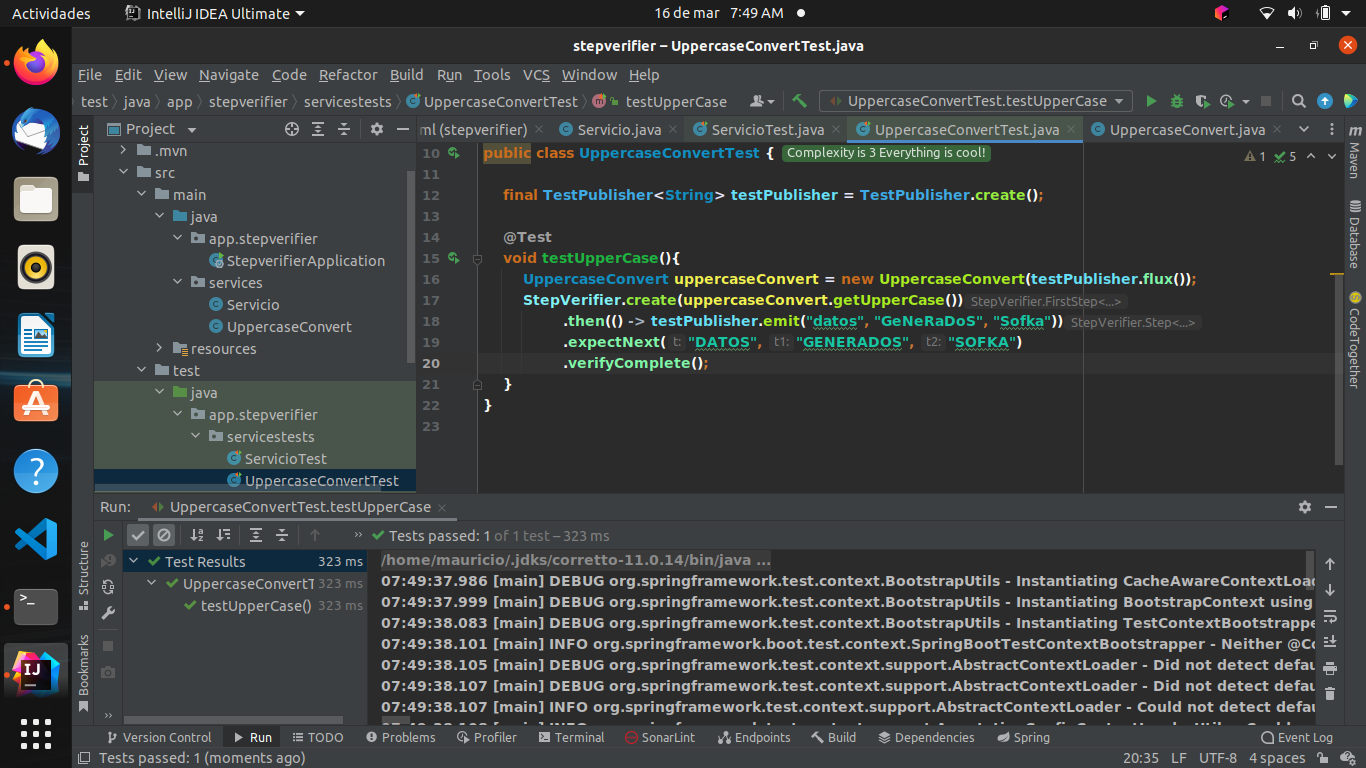 Actividades IntelliJ IDEA Ultimate 16 de mar 7:49 AM
stepverifier – UppercaseConvertTest.java
File Edit View Navigate Code Refactor Build Run Tools VCS Window Help
test java app stepverifier servicestests UppercaseConvertTest testUpperCase UppercaseConvertTest.testUpperCase
Project
Project
ml (stepverifier) Servicio.java ServicioTest.java UppercaseConvertTest.java UppercaseConvert.java
Maven
Database
CodeTogether
.mvn
src
main
java
app.stepverifier
StepverifierApplication
services
Servicio
UppercaseConvert
resources
test
java
app.stepverifier
servicestests
ServicioTest
UppercaseConvertTest
1 5
10 public class UppercaseConvertTest { Complexity is 3 Everything is cool!
11
12 final TestPublisher<String> testPublisher = TestPublisher.create();
13
14 @Test
15 void testUpperCase(){
16 UppercaseConvert uppercaseConvert = new UppercaseConvert(testPublisher.flux());
17 StepVerifier.create(uppercaseConvert.getUpperCase()) StepVerifier.FirstStep<...>
18 .then(() -> testPublisher.emit("datos", "GeNeRaDoS", "Sofka")) StepVerifier.Step<...>
19 .expectNext( t: "DATOS", t1: "GENERADOS", t2: "SOFKA")
20 .verifyComplete();
21 }
22 }
23
Run: UppercaseConvertTest.testUpperCase
Structure
Bookmarks
Tests passed: 1 of 1 test – 323 ms
Test Results 323 ms
UppercaseConvertT 323 ms
testUpperCase() 323 ms
/home/mauricio/.jdks/corretto-11.0.14/bin/java ...
07:49:37.986 [main] DEBUG org.springframework.test.context.BootstrapUtils - Instantiating CacheAwareContextLoad
07:49:37.999 [main] DEBUG org.springframework.test.context.BootstrapUtils - Instantiating BootstrapContext using
07:49:38.083 [main] DEBUG org.springframework.test.context.BootstrapUtils - Instantiating TestContextBootstrappe
07:49:38.101 [main] INFO org.springframework.boot.test.context.SpringBootTestContextBootstrapper - Neither @Co
07:49:38.105 [main] DEBUG org.springframework.test.context.support.AbstractContextLoader - Did not detect defau
07:49:38.107 [main] DEBUG org.springframework.test.context.support.AbstractContextLoader - Did not detect defau
07:49:38.107 [main] INFO org.springframework.test.context.support.AbstractContextLoader - Could not detect defau
Version Control Run TODO Problems Profiler Terminal SonarLint Endpoints Build Dependencies Spring Event Log
Tests passed: 1 (moments ago) 20:35 LF UTF-8 4 spaces